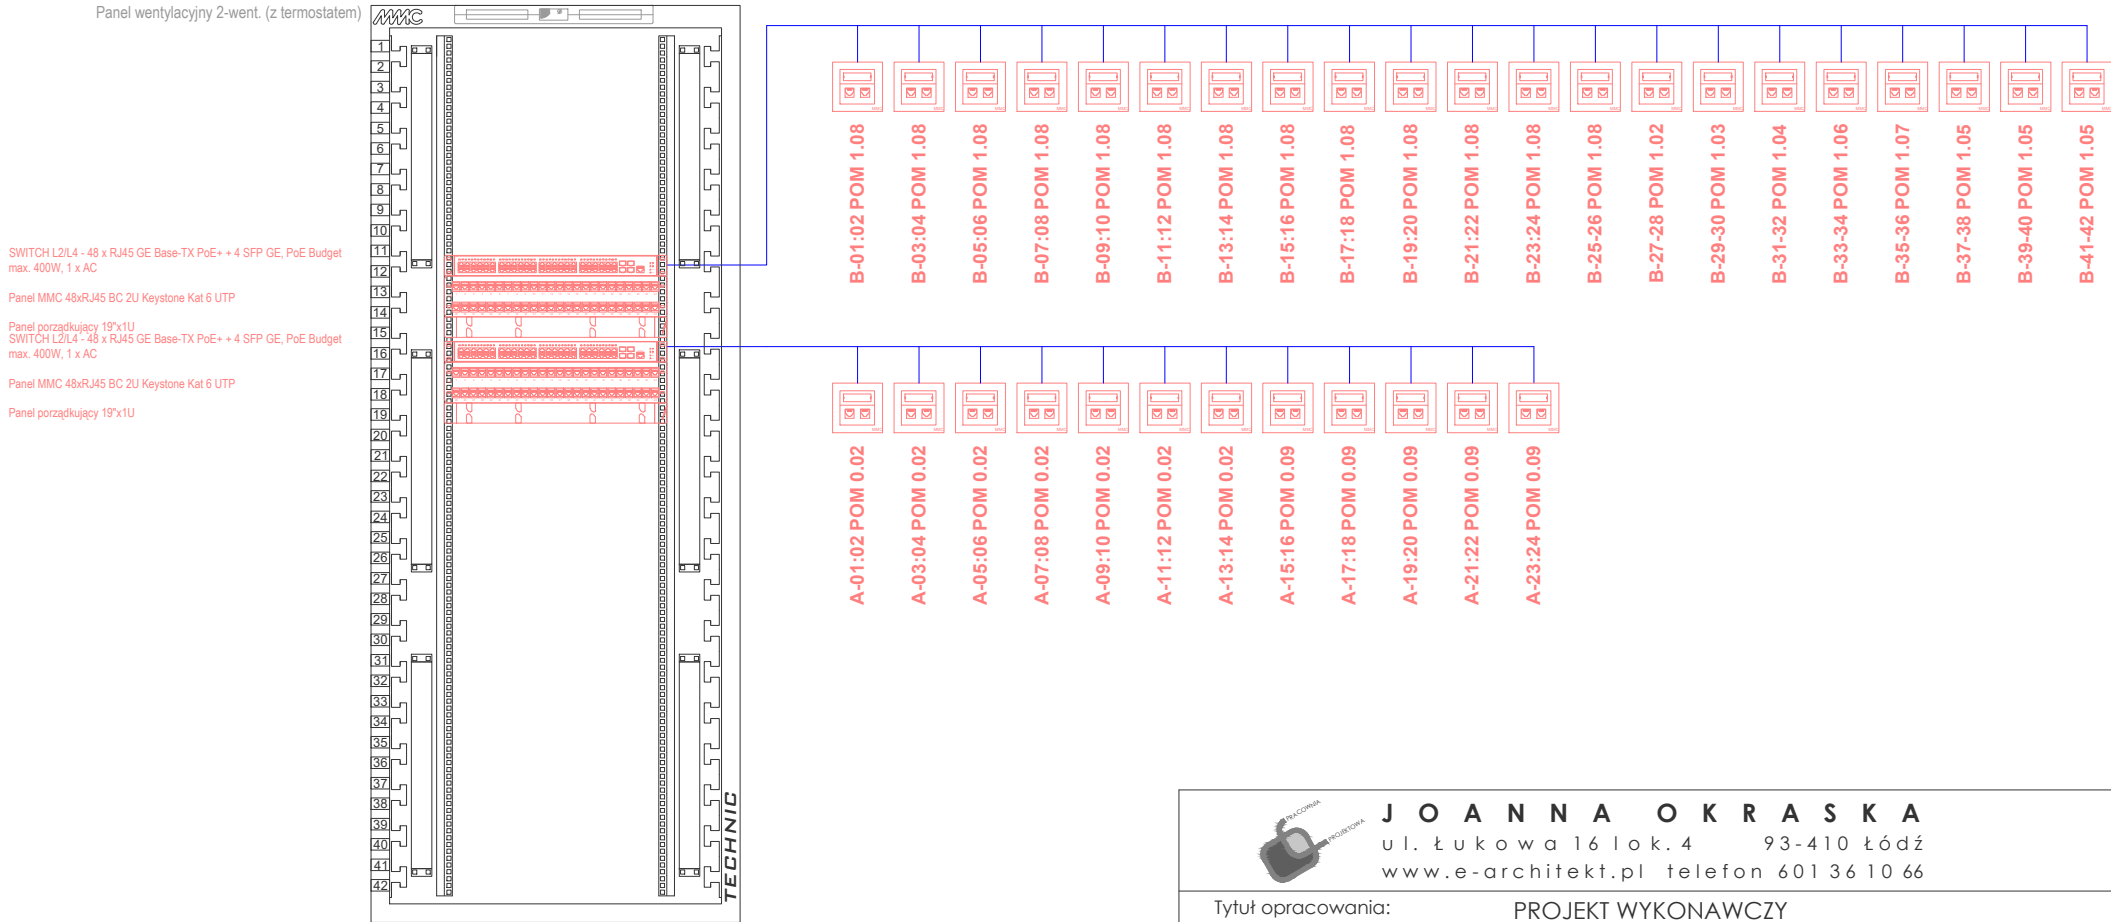 Panel wentylacyjny 2-went. (z termostatem)
MMC
1
2
3
4
5
6
7
8
9
10
11
12
13
14
15
16
17
18
19
20
21
22
23
24
25
26
27
28
29
30
31
32
33
34
35
36
37
38
39
40
41
42
SWITCH L2/L4 - 48 x RJ45 GE Base-TX PoE+ + 4 SFP GE, PoE Budget
max. 400W, 1 x AC
Panel MMC 48xRJ45 BC 2U Keystone Kat 6 UTP
Panel porządkujący 19"x1U
SWITCH L2/L4 - 48 x RJ45 GE Base-TX PoE+ + 4 SFP GE, PoE Budget
max. 400W, 1 x AC
Panel MMC 48xRJ45 BC 2U Keystone Kat 6 UTP
Panel porządkujący 19"x1U
TECHNIC
B-01:02 POM 1.08
B-03:04 POM 1.08
B-05:06 POM 1.08
B-07:08 POM 1.08
B-09:10 POM 1.08
B-11:12 POM 1.08
B-13:14 POM 1.08
B-15:16 POM 1.08
B-17:18 POM 1.08
B-19:20 POM 1.08
B-21:22 POM 1.08
B-23:24 POM 1.08
B-25-26 POM 1.08
B-27-28 POM 1.02
B-29-30 POM 1.03
B-31-32 POM 1.04
B-33-34 POM 1.06
B-35-36 POM 1.07
B-37-38 POM 1.05
B-39-40 POM 1.05
B-41-42 POM 1.05
A-01:02 POM 0.02
A-03:04 POM 0.02
A-05:06 POM 0.02
A-07:08 POM 0.02
A-09:10 POM 0.02
A-11:12 POM 0.02
A-13:14 POM 0.02
A-15:16 POM 0.09
A-17:18 POM 0.09
A-19:20 POM 0.09
A-21:22 POM 0.09
A-23:24 POM 0.09
PRACOWNIA
PROJEKTOWA
JOANNA OKRASKA
ul. Łukowa 16 lok. 4 93-410 Łódź
www.e-architekt.pl telefon 601 36 10 66
Tytuł opracowania: PROJEKT WYKONAWCZY